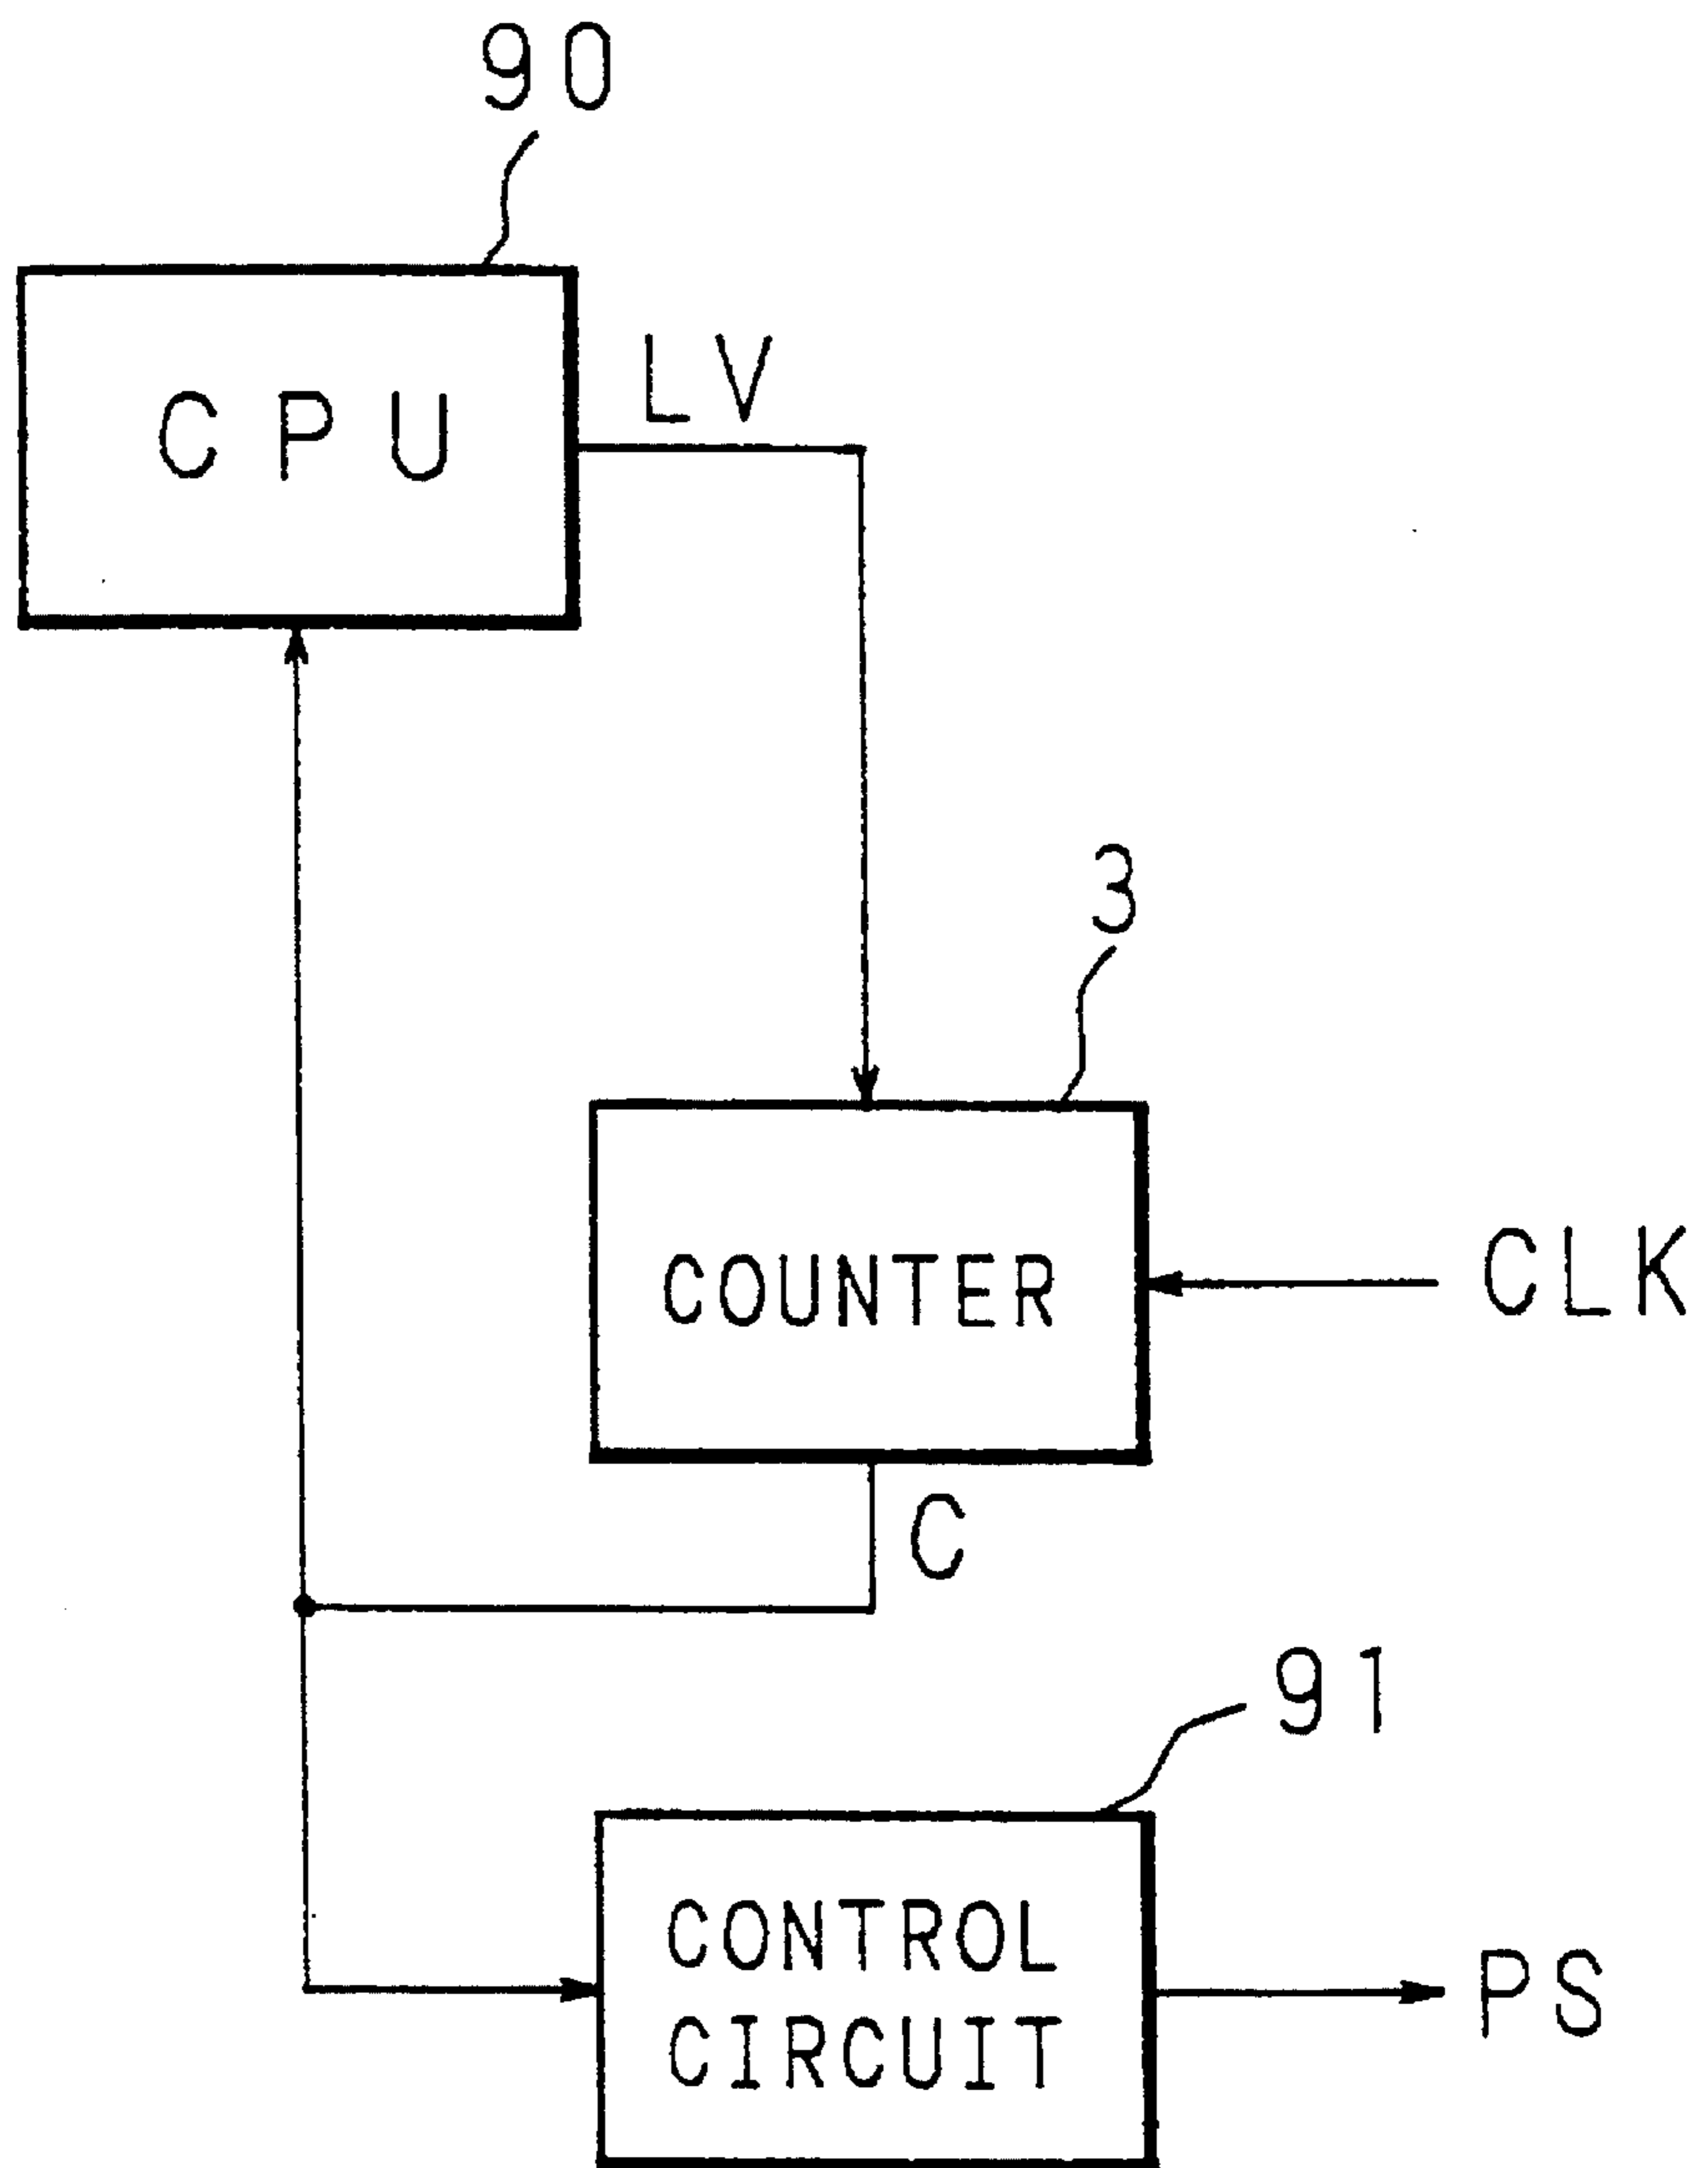 90
CPU
LV
3
COUNTER
CLK
C
91
CONTROL
CIRCUIT
PS